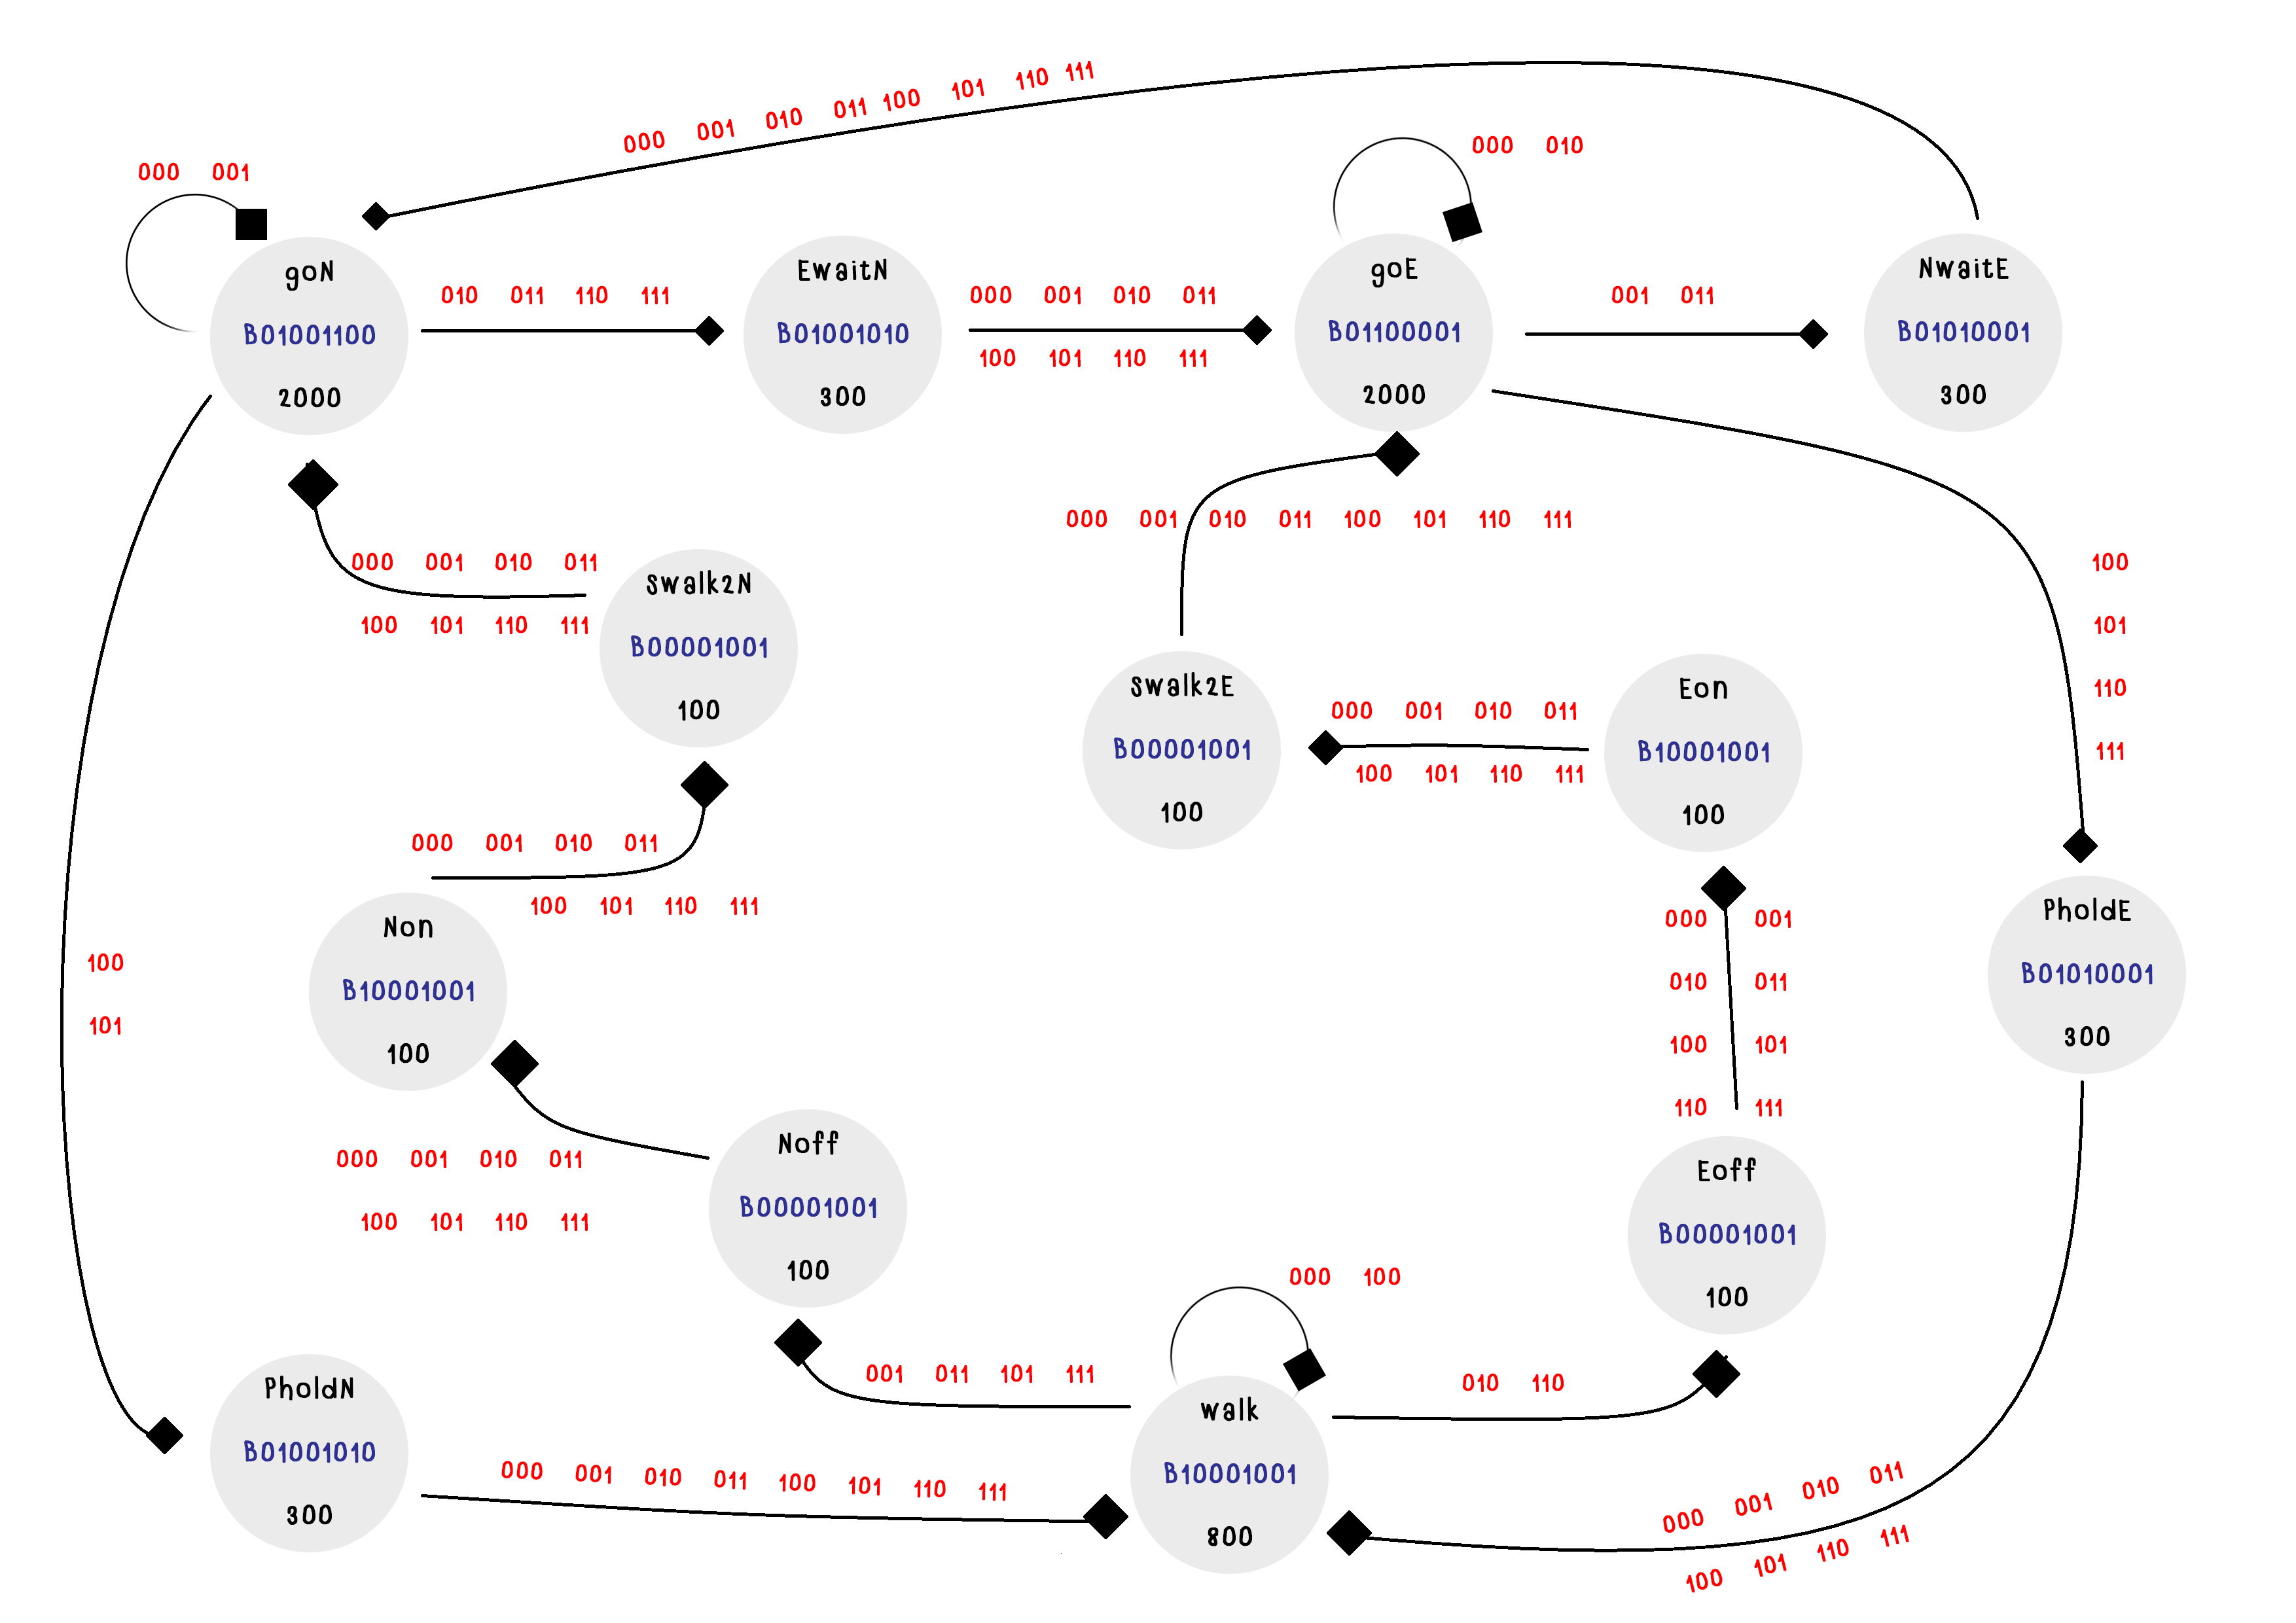 000 001 010 011 100 101 110 111
000 001
000 010
goN
B01001100
2000
010 011 110 111
EwaitN
B01001010
300
000 001 010 011
100 101 110 111
goE
B01100001
2000
001 011
NwaitE
B01010001
300
000 001 010 011 100 101 110 111
000 001 010 011
100 101 110 111
Swalk2N
B00001001
100
100
101
110
111
Swalk2E
B00001001
100
000 001 010 011
100 101 110 111
Eon
B10001001
100
000 001 010 011
100 101 110 111
Non
B10001001
100
000 001
010 011
100 101
110 111
PholdE
B01010001
300
100
101
000 001 010 011
100 101 110 111
Noff
B00001001
100
Eoff
B00001001
100
000 100
001 011 101 111
010 110
PholdN
B01001010
300
000 001 010 011 100 101 110 111
walk
B10001001
800
000 001 010 011
100 101 110 111